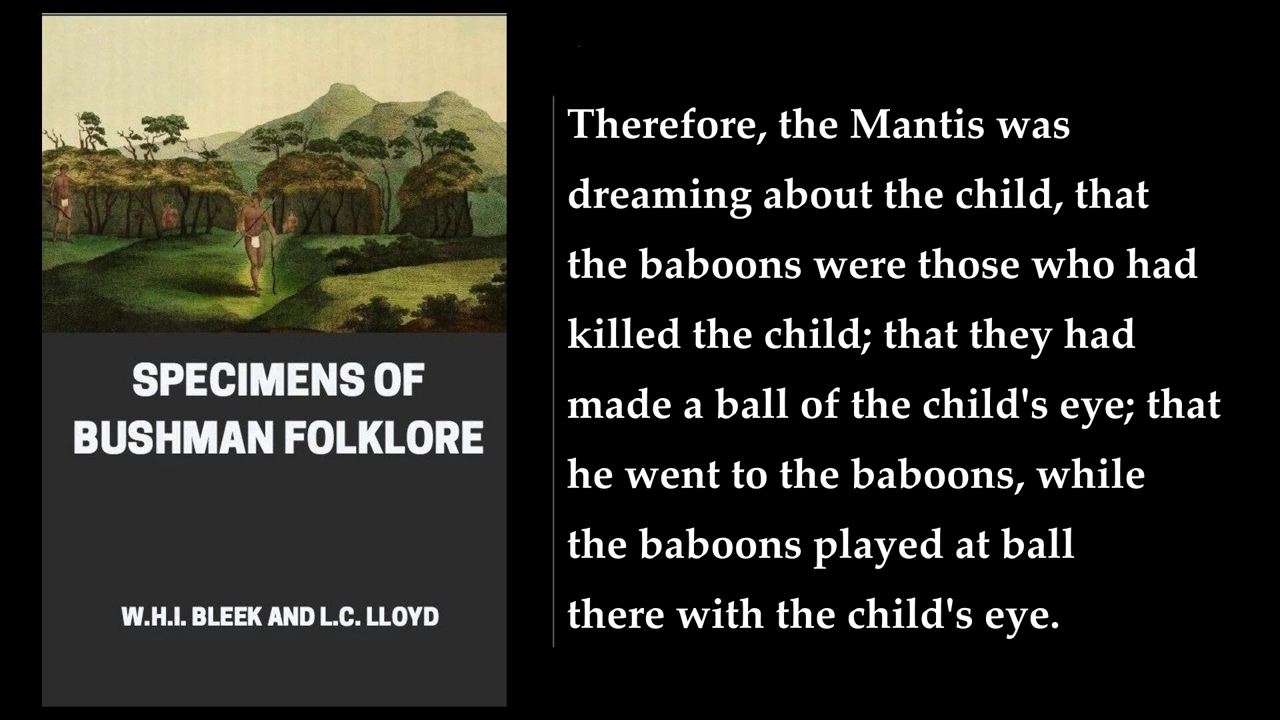 SPECIMENS OF
BUSHMAN FOLKLORE
W.H.I. BLEEK AND L.C. LLOYD
Therefore, the Mantis was
dreaming about the child, that
the baboons were those who had
killed the child; that they had
made a ball of the child's eye; that
he went to the baboons, while
the baboons played at ball
there with the child's eye.